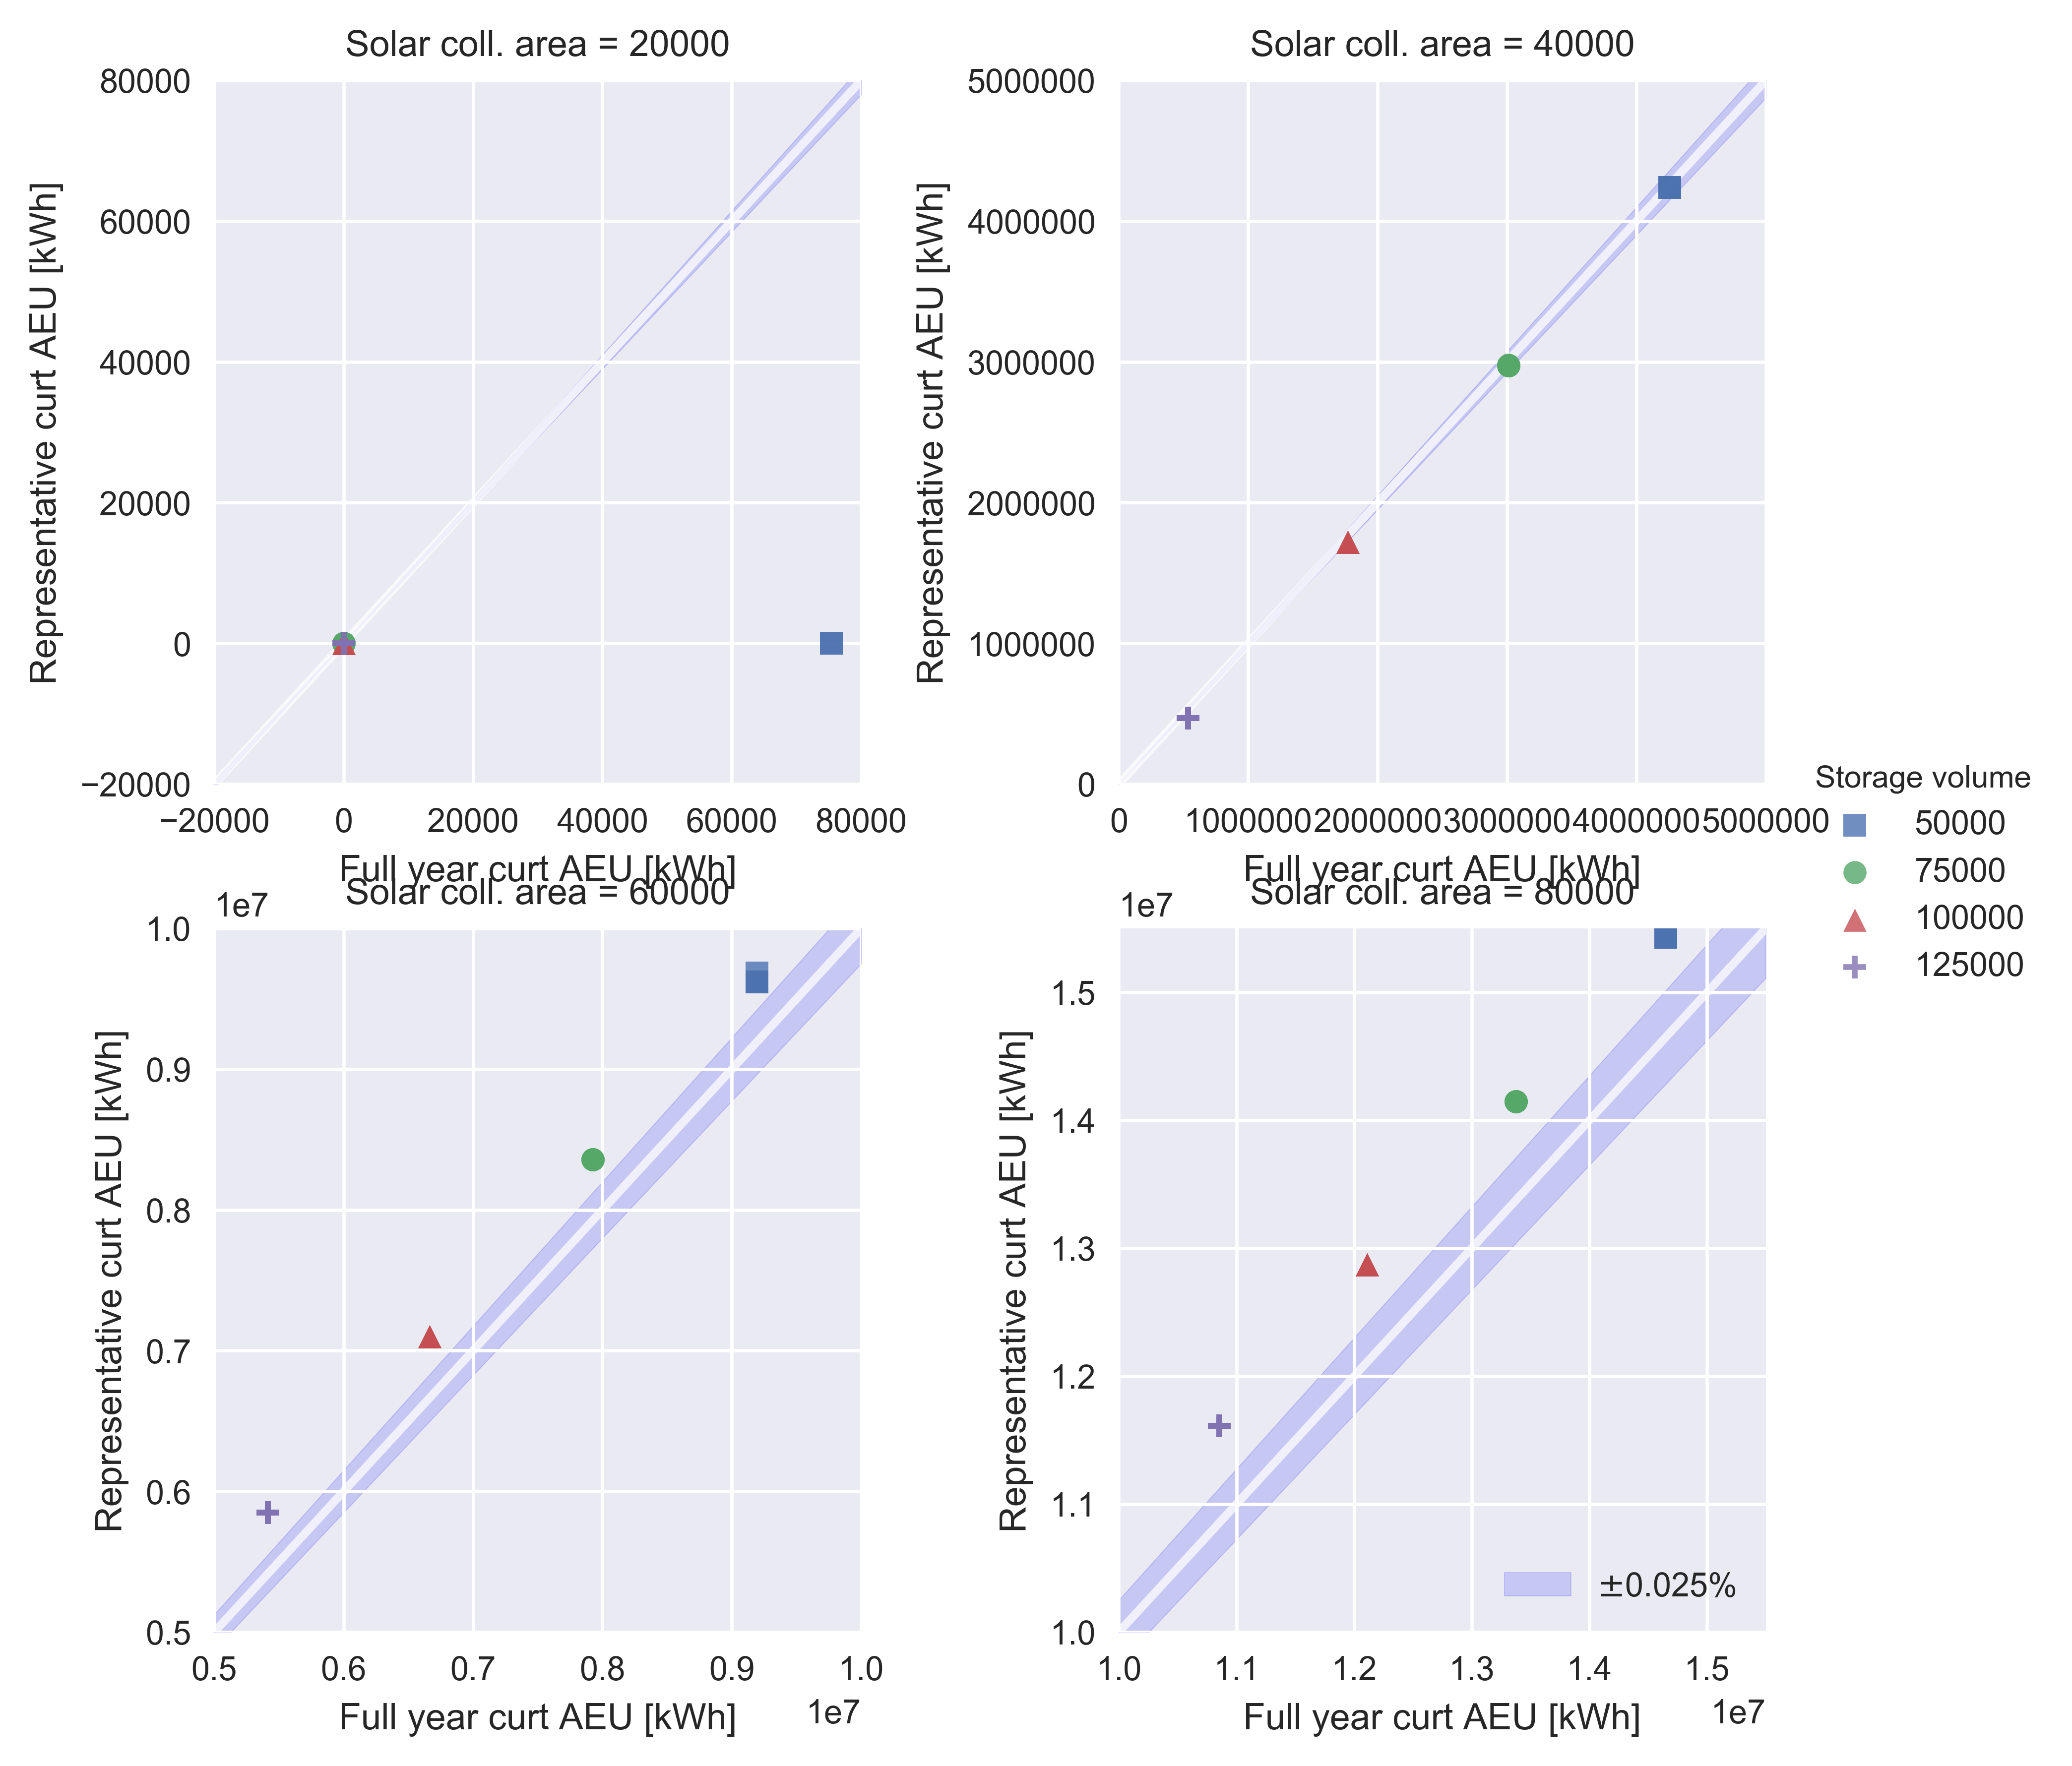 Solar coll. area = 20000
80000
60000
40000
20000
0
−20000
Representative curt AEU [kWh]
−20000 0 20000 40000 60000 80000
Full year curt AEU [kWh]
Solar coll. area = 40000
5000000
4000000
3000000
2000000
1000000
0
Representative curt AEU [kWh]
0 1000000 2000000 3000000 4000000 5000000
Full year curt AEU [kWh]
Storage volume
50000
75000
100000
125000
Solar coll. area = 60000
1e7
1.0
0.9
0.8
0.7
0.6
0.5
Representative curt AEU [kWh]
0.5 0.6 0.7 0.8 0.9 1.0
1e7
Full year curt AEU [kWh]
Solar coll. area = 80000
1e7
1.5
1.4
1.3
1.2
1.1
1.0
Representative curt AEU [kWh]
±0.025%
1.0 1.1 1.2 1.3 1.4 1.5
1e7
Full year curt AEU [kWh]